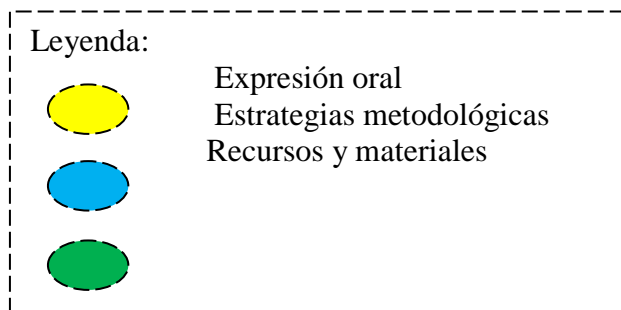 Leyenda:
Expresión oral
Estrategias metodológicas
Recursos y materiales